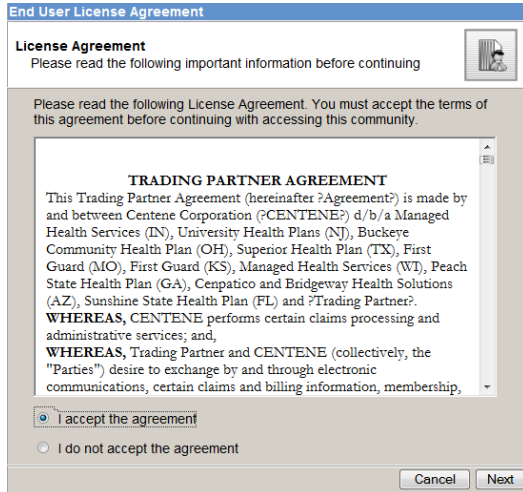 End User License Agreement
License Agreement
Please read the following important information before continuing
Please read the following License Agreement. You must accept the terms of
this agreement before continuing with accessing this community.
TRADING PARTNER AGREEMENT
This Trading Partner Agreement (hereinafter ?Agreement?) is made by
and between Centene Corporation (?CENTENE?) d/b/a Managed
Health Services (IN), University Health Plans (NJ), Buckeye
Community Health Plan (OH), Superior Health Plan (TX), First
Guard (MO), First Guard (KS), Managed Health Services (WI), Peach
State Health Plan (GA), Cenpatico and Bridgeway Health Solutions
(AZ), Sunshine State Health Plan (FL) and ?Trading Partner?.
WHEREAS, CENTENE performs certain claims processing and
administrative services; and,
WHEREAS, Trading Partner and CENTENE (collectively, the
"Parties") desire to exchange by and through electronic
communications, certain claims and billing information, membership,
I accept the agreement
I do not accept the agreement
Cancel
Next